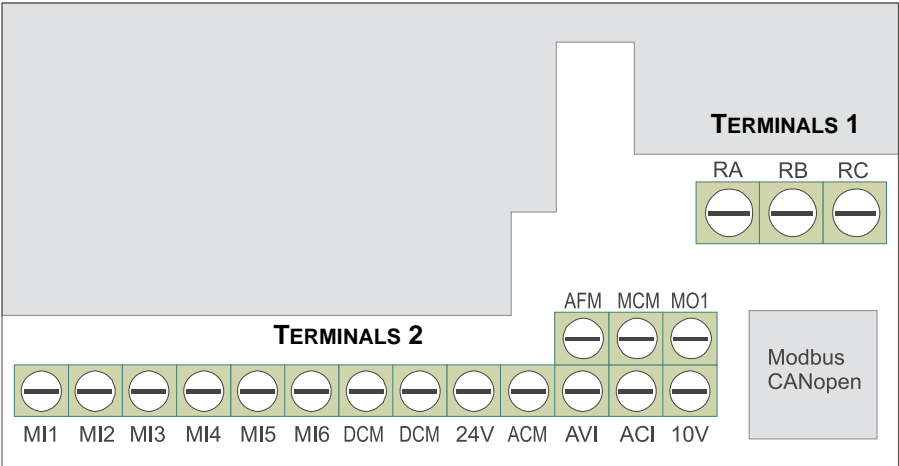 TERMINALS 1
RA RB RC
AFM MCM MO1
TERMINALS 2
Modbus
CANopen
MI1 MI2 MI3 MI4 MI5 MI6 DCM DCM 24V ACM AVI ACI 10V